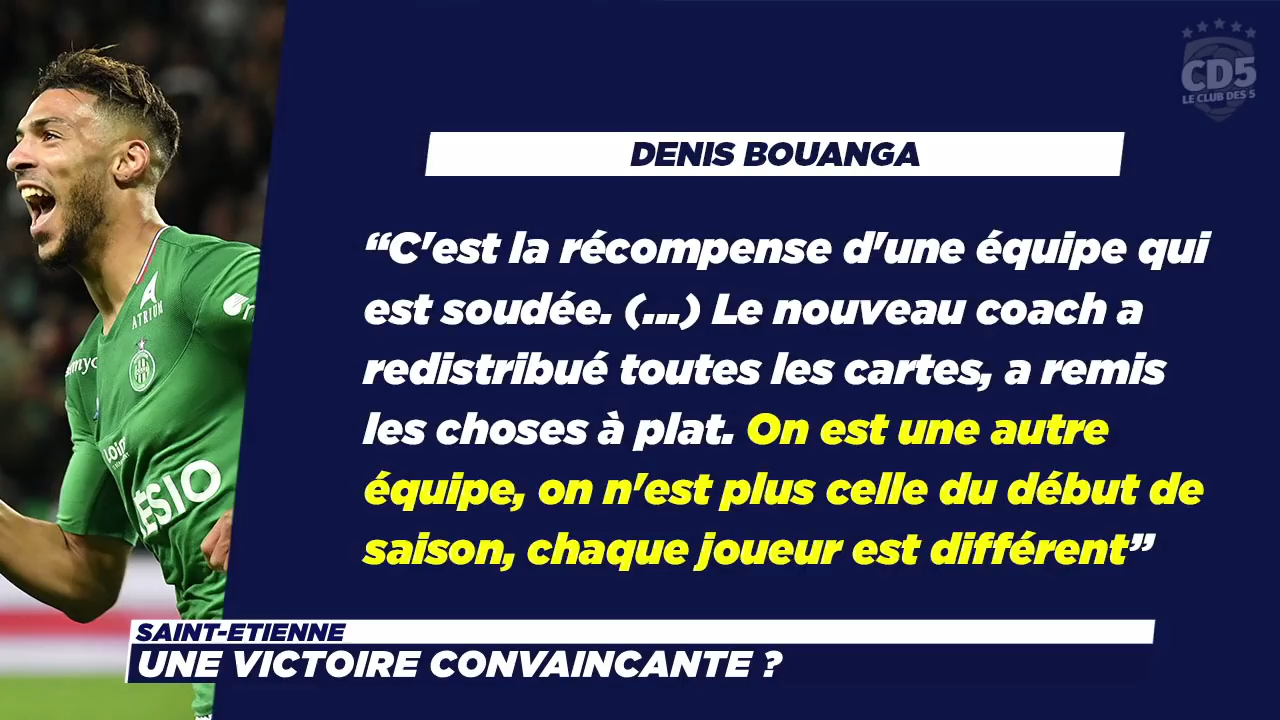 CD5
LE CLUB DES 5
DENIS BOUANGA
“C'est la récompense d'une équipe qui
est soudée. (...) Le nouveau coach a
redistribué toutes les cartes, a remis
les choses à plat. On est une autre
équipe, on n'est plus celle du début de
saison, chaque joueur est différent”
ATRIUM
ÉSIO
SAINT-ETIENNE
UNE VICTOIRE CONVAINCANTE ?